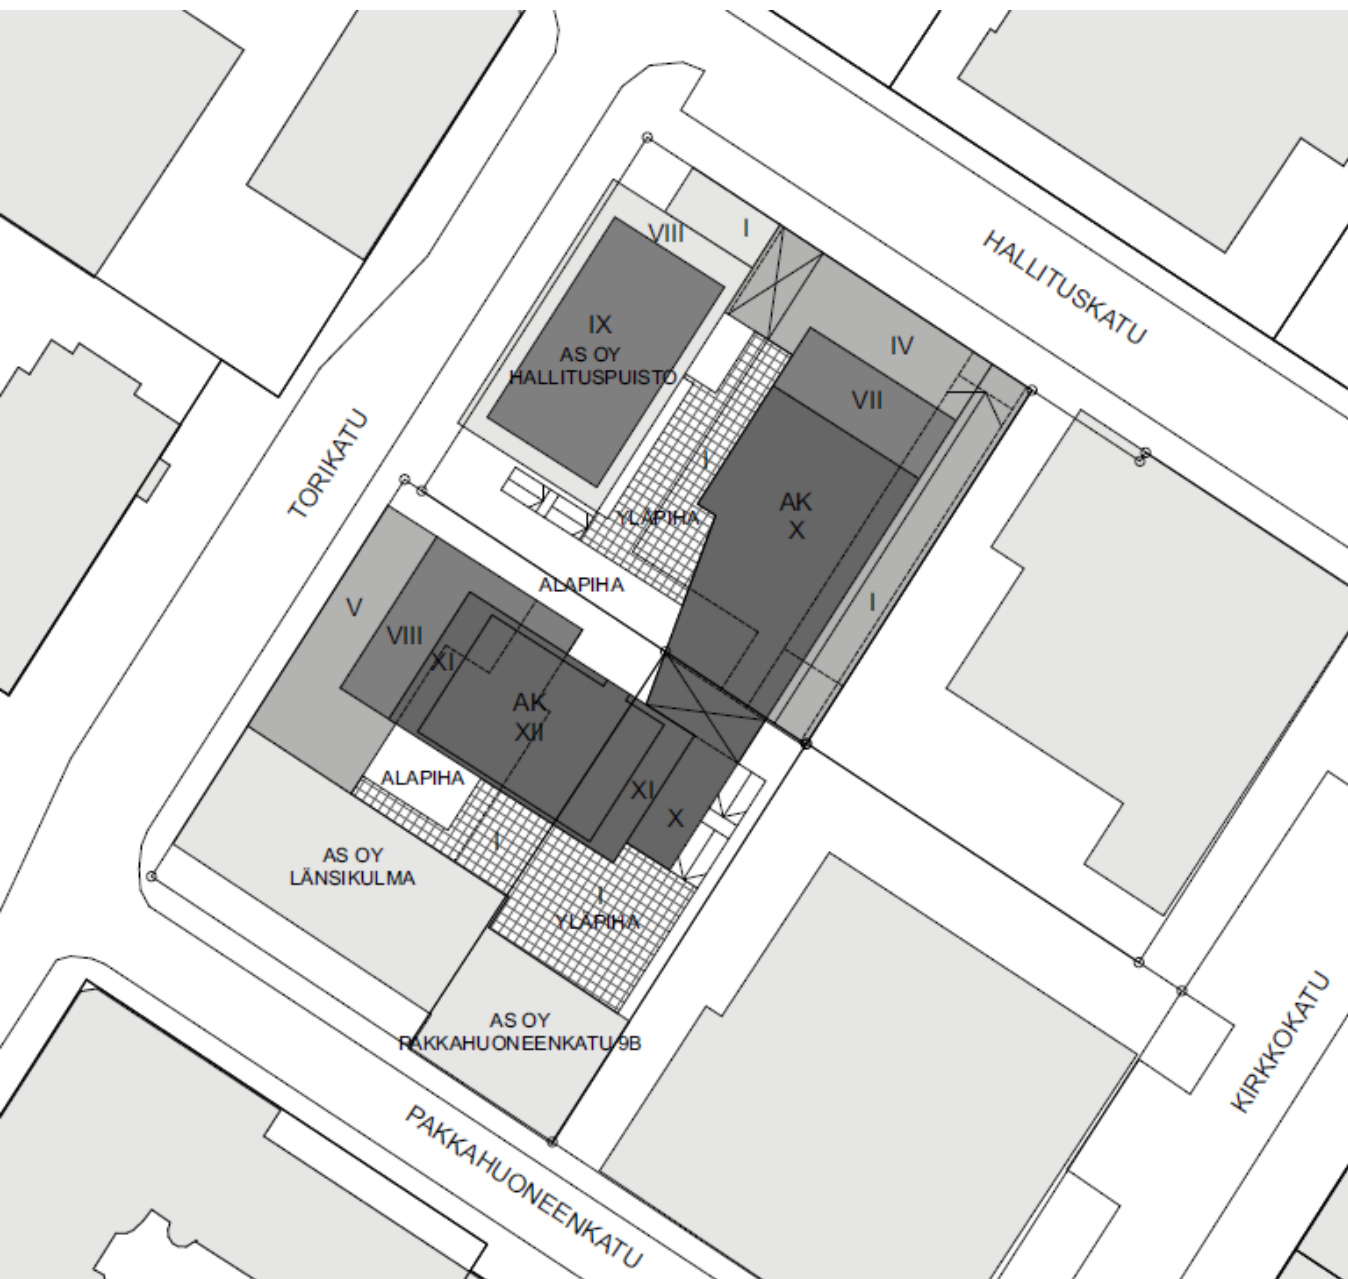 HALLITUSKATU
I
VIII
IX
AS OY
HALLITUSPUISTO
IV
VII
TORIKATU
I
YLÄPIHA
AK
X
ALAPIHA
I
V
VIII
XI
AK
XII
ALAPIHA
XI
X
I
AS OY
LÄNSIKULMA
I
YLÄPIHA
AS OY
PAKKAHUONEENKATU 9B
KIRKKOKATU
PAKKAHUONEENKATU